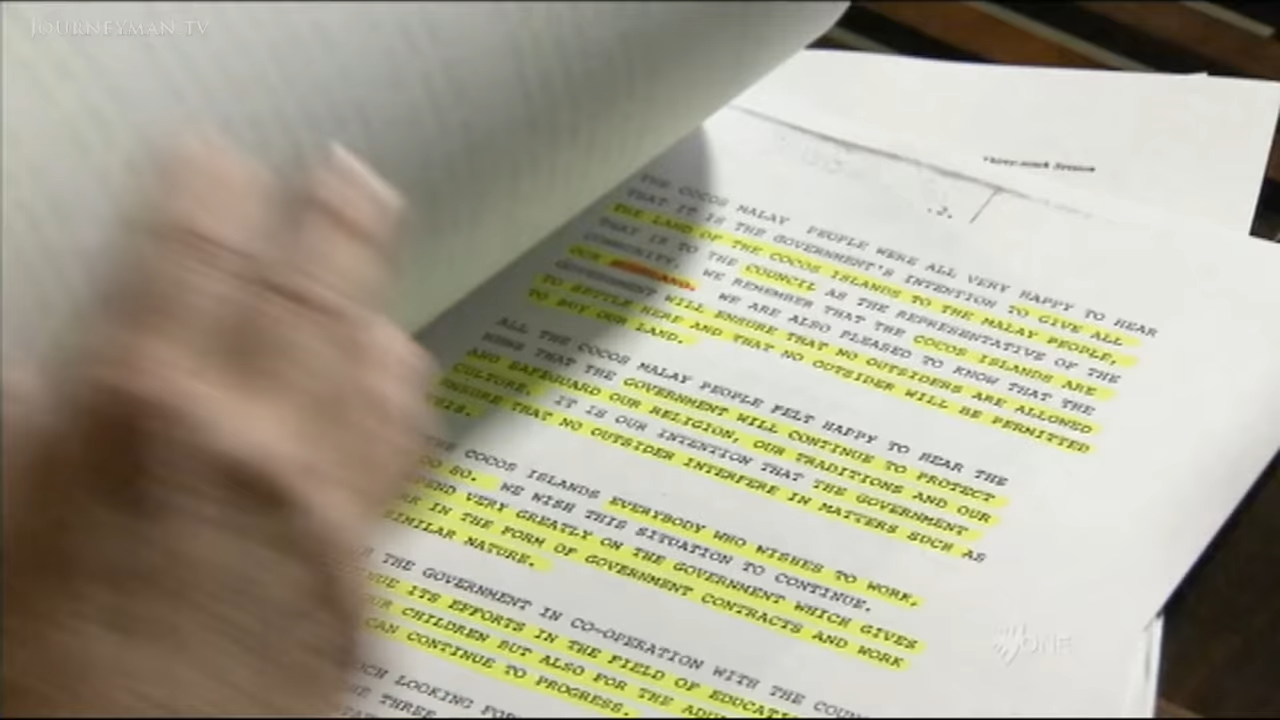 JOURNEYMAN TV
.2.
THE COCOS MALAY PEOPLE WERE ALL VERY HAPPY TO HEAR
THAT IT IS THE GOVERNMENT'S INTENTION TO GIVE ALL
THE LAND OF THE COCOS ISLANDS TO THE MALAY PEOPLE,
THAT IS TO THE COUNCIL AS THE REPRESENTATIVE OF THE
COMMUNITY. WE REMEMBER THAT THE COCOS ISLANDS ARE
OUR WE ARE ALSO PLEASED TO KNOW THAT THE
GOVERNMENT WILL ENSURE THAT NO OUTSIDERS ARE ALLOWED
TO SETTLE HERE AND THAT NO OUTSIDER WILL BE PERMITTED
TO BUY OUR LAND.
ALL THE COCOS MALAY PEOPLE FELT HAPPY TO HEAR THE
NEWS THAT THE GOVERNMENT WILL CONTINUE TO PROTECT
AND SAFEGUARD OUR RELIGION, OUR TRADITIONS AND OUR
CULTURE. IT IS OUR INTENTION THAT THE GOVERNMENT
ENSURE THAT NO OUTSIDER INTERFERE IN MATTERS SUCH AS
THE COCOS ISLANDS EVERYBODY WHO WISHES TO WORK,
DO SO. WE WISH THIS SITUATION TO CONTINUE.
VERY GREATLY ON THE GOVERNMENT WHICH GIVES
IN THE FORM OF GOVERNMENT CONTRACTS AND WORK
SIMILAR NATURE.
THE GOVERNMENT IN CO-OPERATION WITH THE
ITS EFFORTS IN THE FIELD OF
CHILDREN BUT ALSO FOR THE
CAN CONTINUE TO PROGRESS.
LOOKING
THREE
ONE